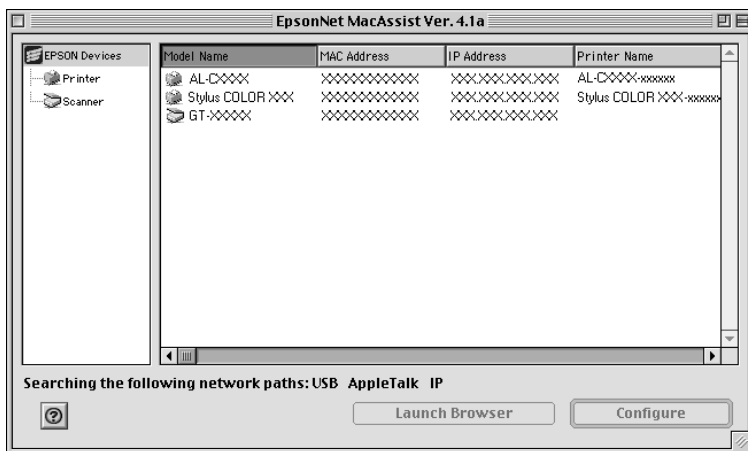 EpsonNet MacAssist Ver. 4.1a
EPSON Devices
Printer
Scanner
Model Name MAC Address IP Address Printer Name
AL-CXXXX XXXXXXXXXXXX XXX.XXX.XXX.XXX AL-CXXXX-xxxxxx
Stylus COLOR XXX XXXXXXXXXXXX XXX.XXX.XXX.XXX Stylus COLOR XXX-xxxxxx
GT-XXXXX XXXXXXXXXXXX XXX.XXX.XXX.XXX
Searching the following network paths: USB AppleTalk IP
? Launch Browser Configure